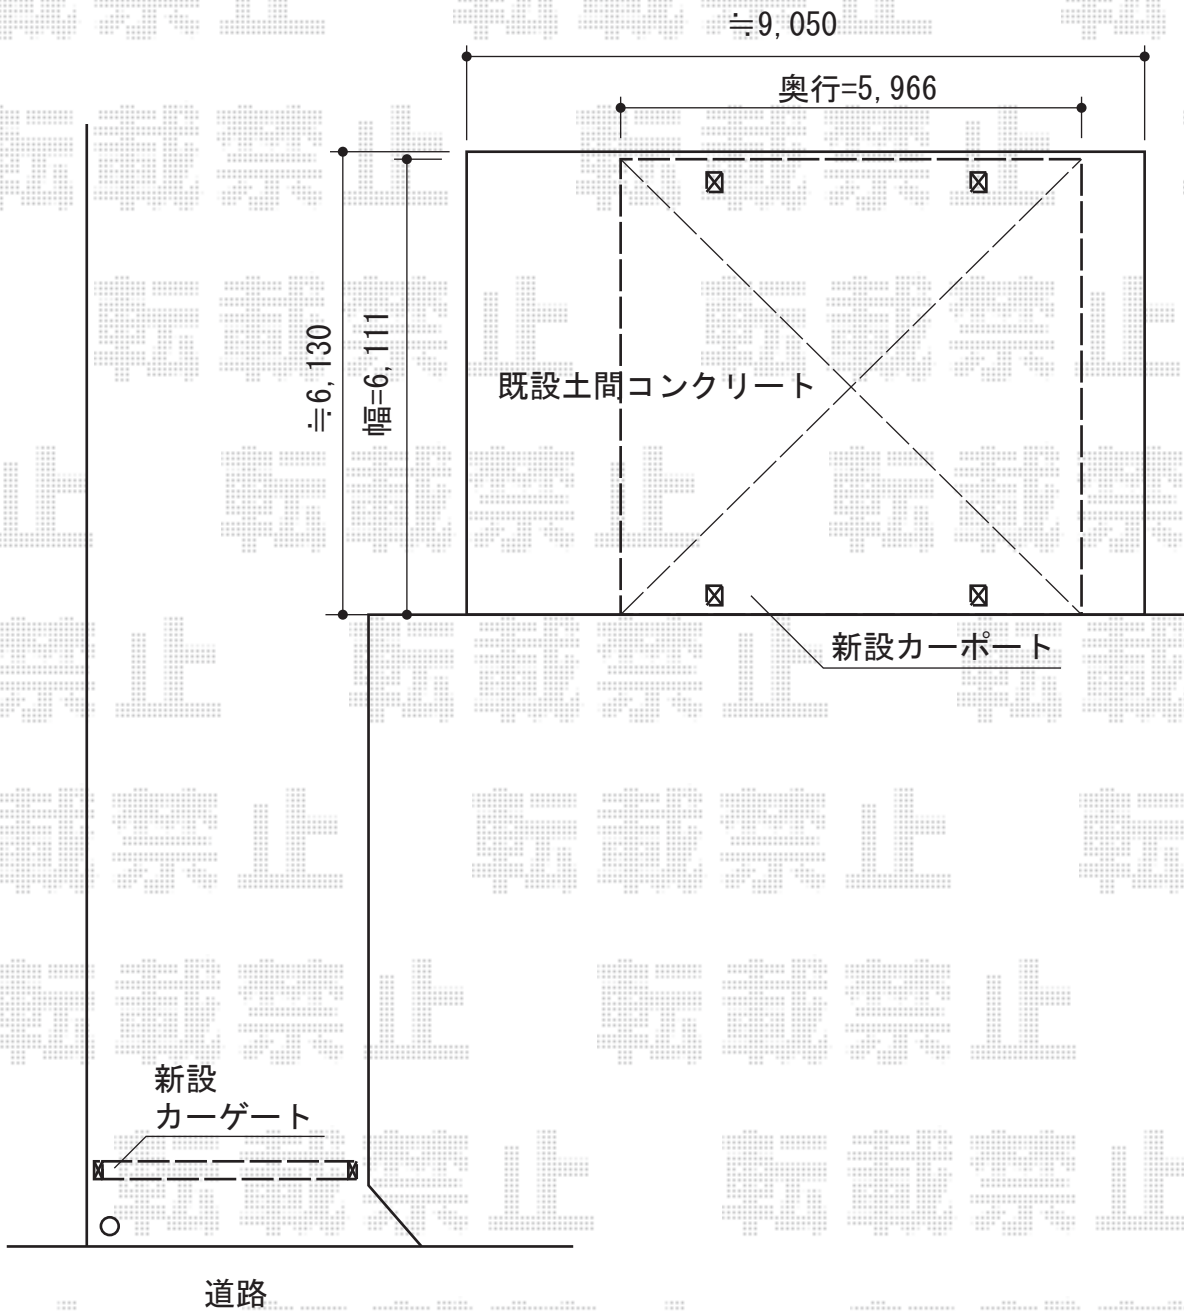 ≒9,050
奥行=5,966
≒6,130
幅=6,111
既設土間コンクリート
新設カーポート
新設
カーゲート
道路
転載禁止